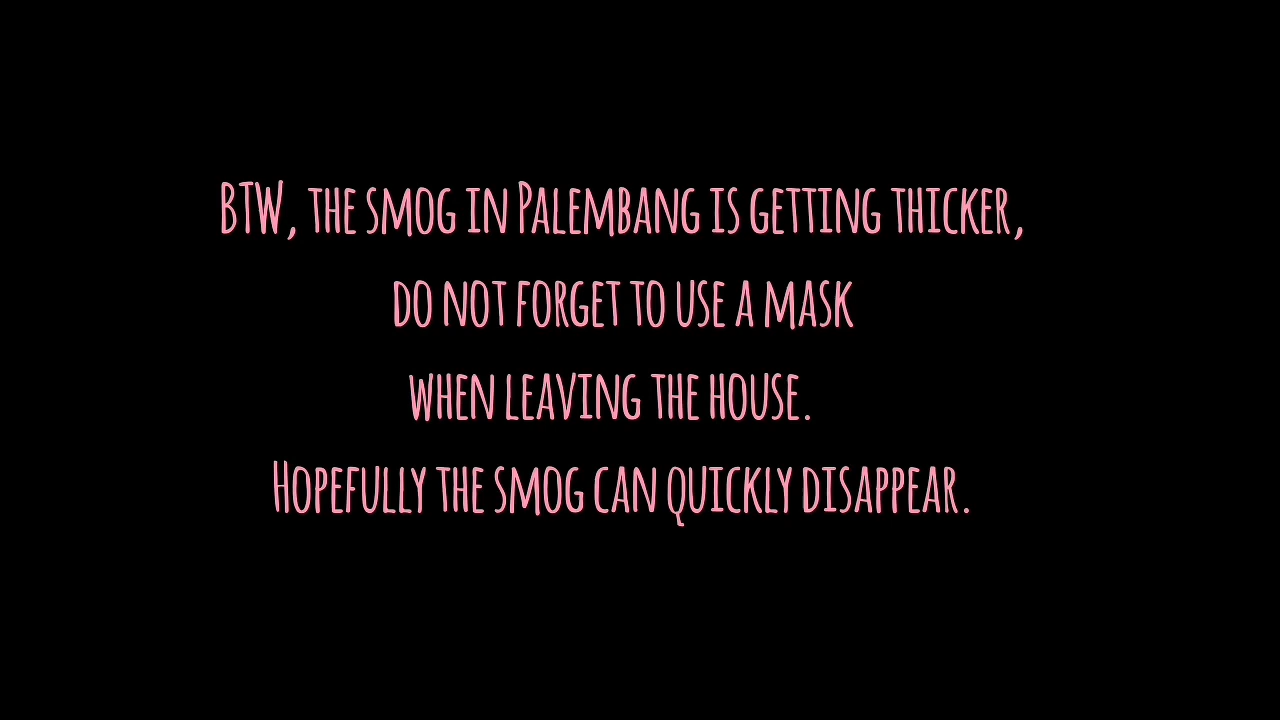 BTW, the smog in Palembang is getting thicker,
do not forget to use a mask
when leaving the house.
Hopefully the smog can quickly disappear.